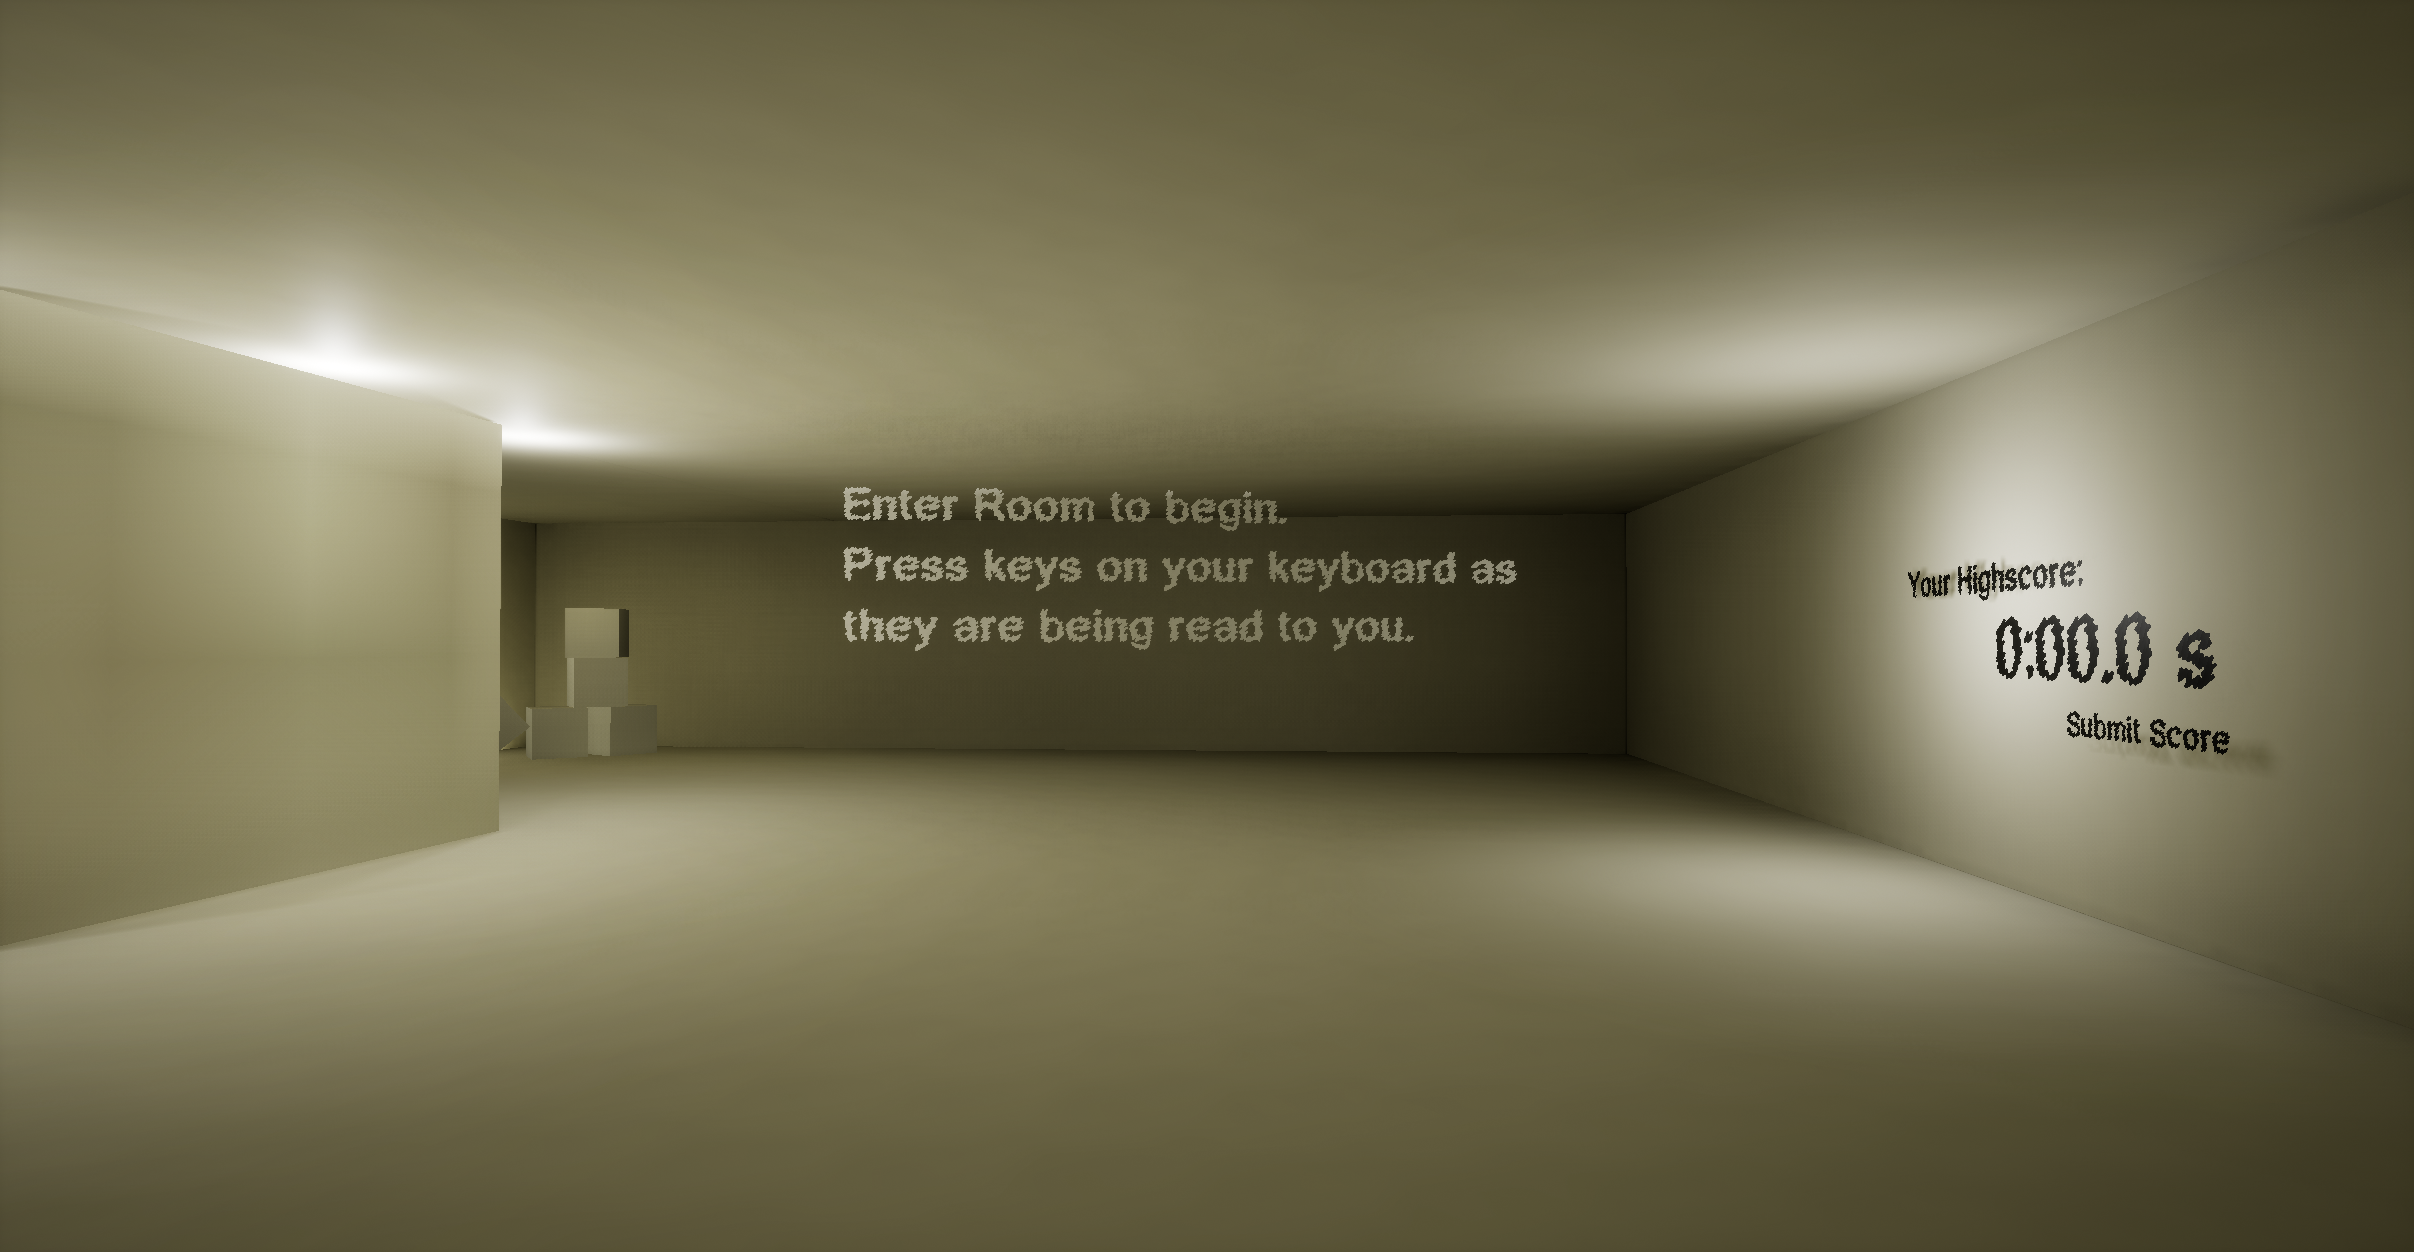 Enter Room to begin.
Press keys on your keyboard as
they are being read to you.
Your Highscore:
0:00.0 s
Submit Score